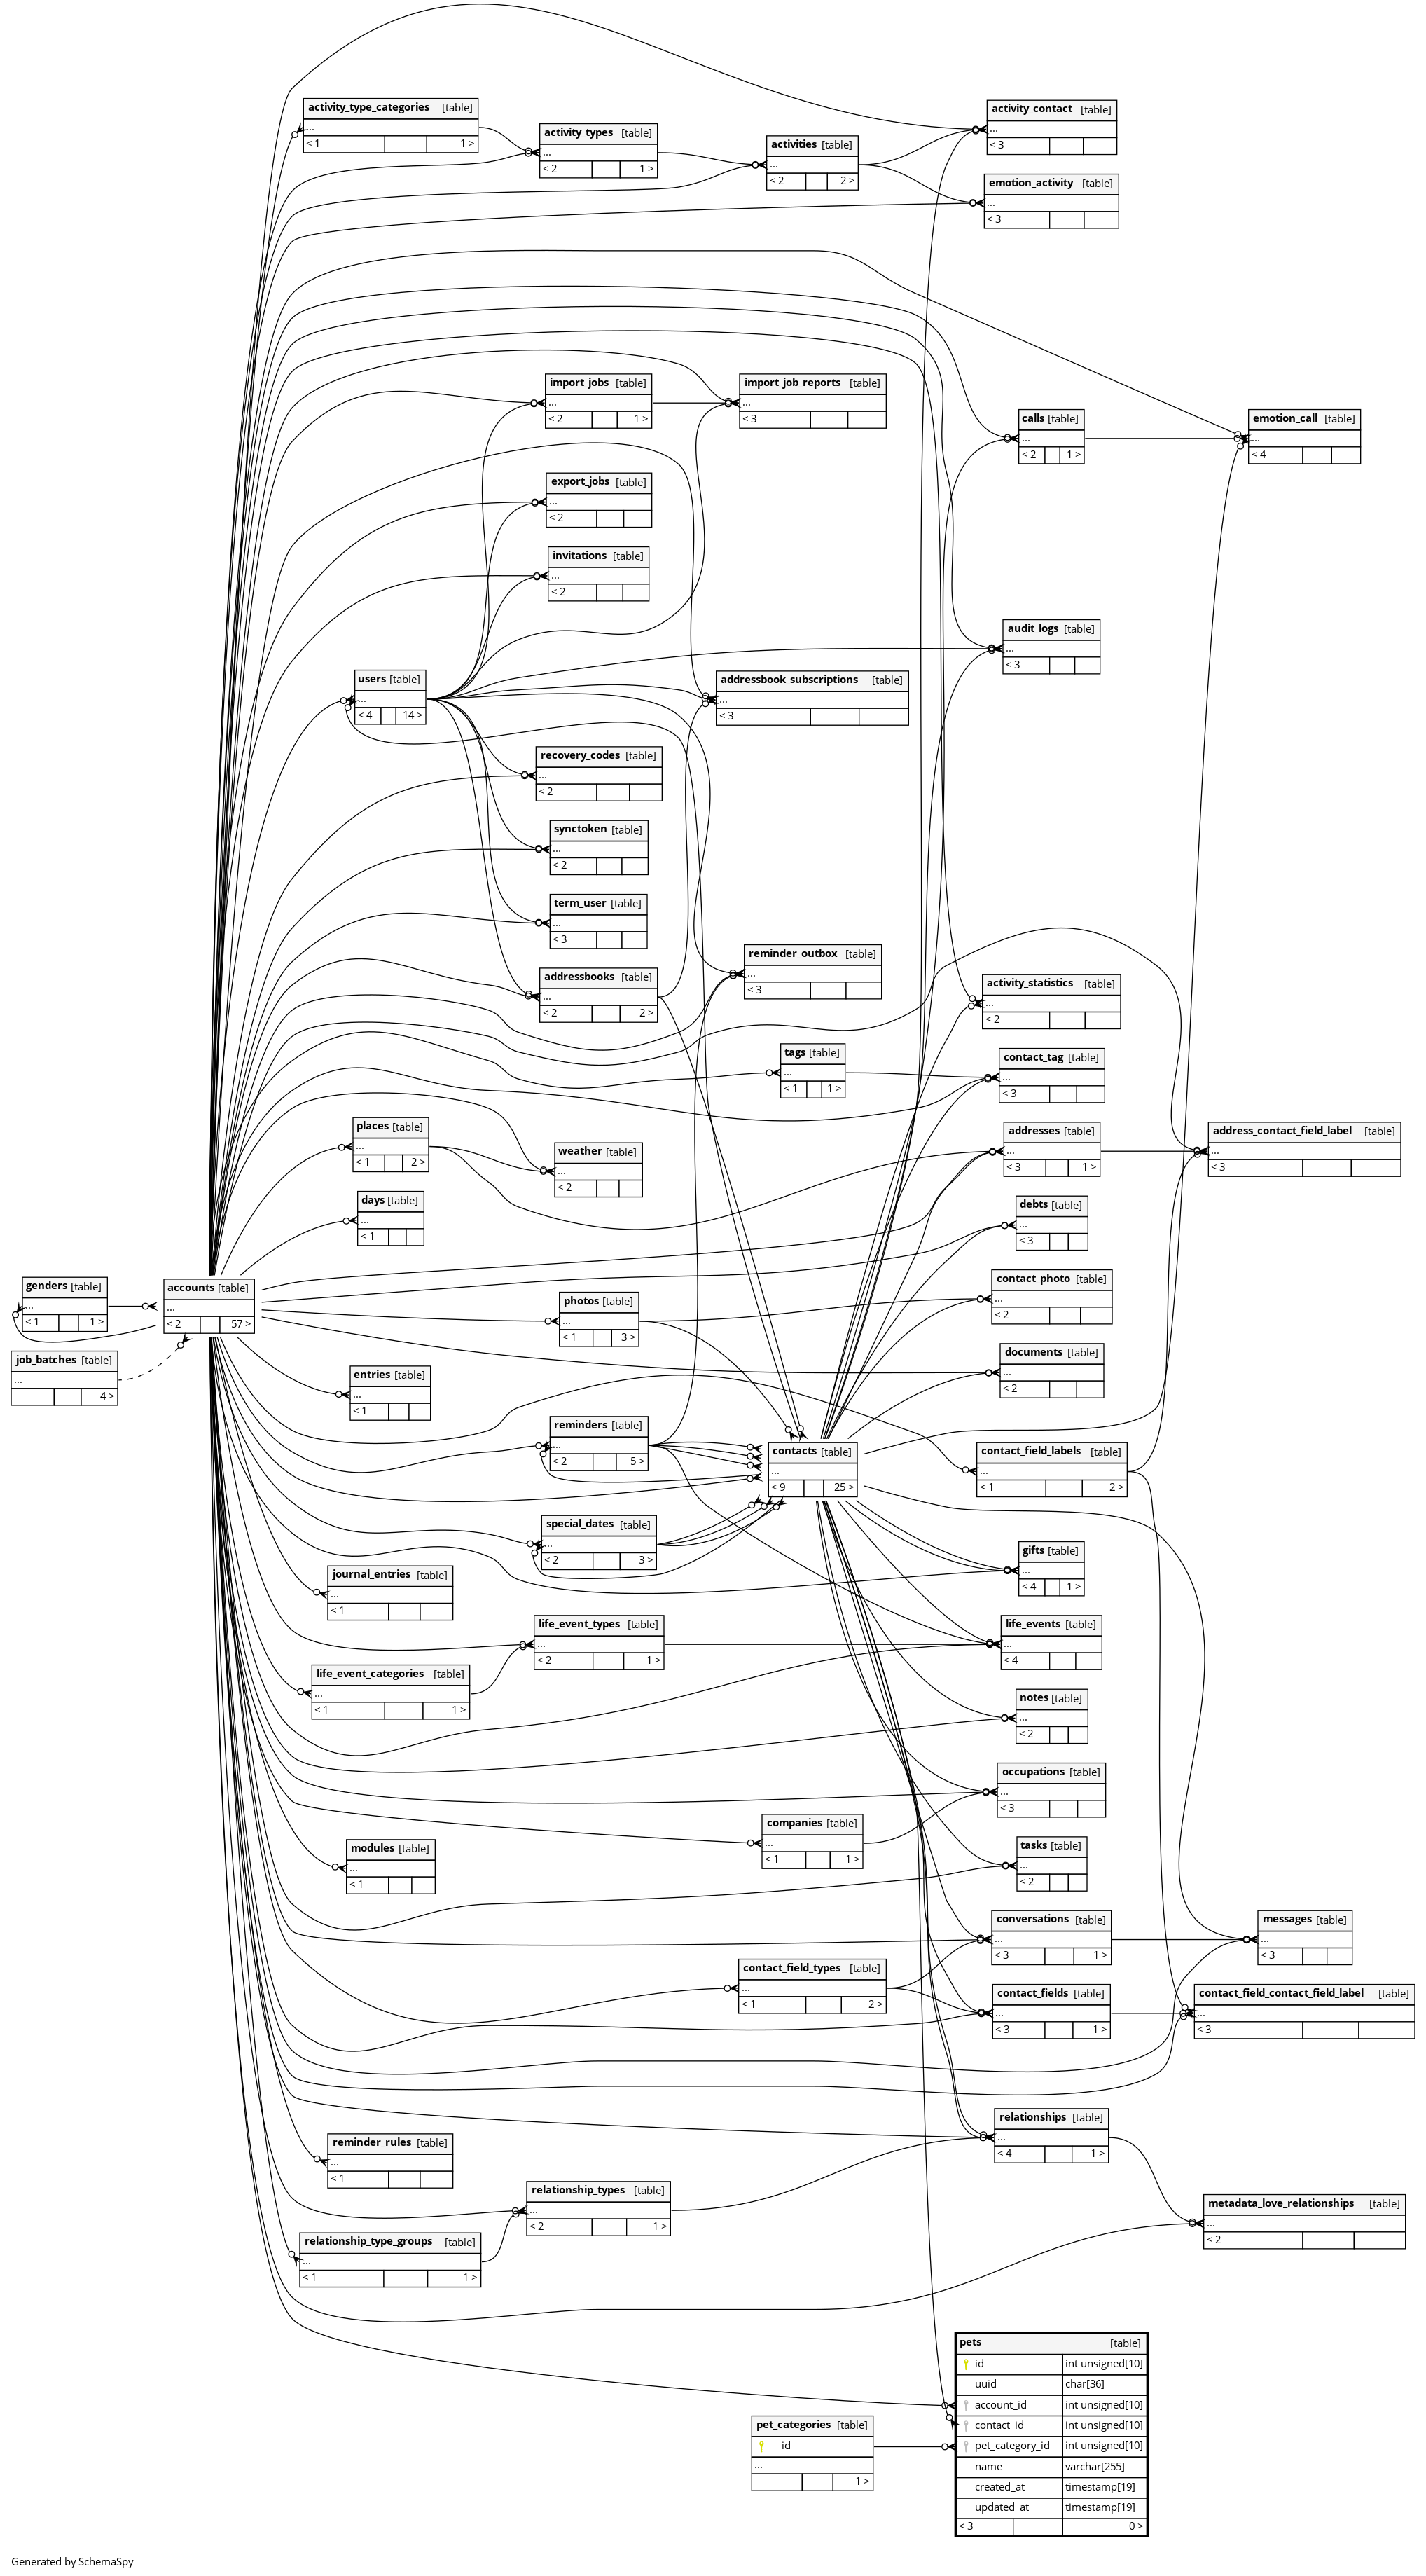 activity_type_categories [table]
...
< 1 1 >
activity_types [table]
...
< 2 1 >
activities [table]
...
< 2 2 >
activity_contact [table]
...
< 3
emotion_activity [table]
...
< 3
import_jobs [table]
...
< 2 1 >
import_job_reports [table]
...
< 3
calls [table]
...
< 2 1 >
emotion_call [table]
...
< 4
export_jobs [table]
...
< 2
invitations [table]
...
< 2
audit_logs [table]
...
< 3
users [table]
...
< 4 14 >
addressbook_subscriptions [table]
...
< 3
recovery_codes [table]
...
< 2
synctoken [table]
...
< 2
term_user [table]
...
< 3
addressbooks [table]
...
< 2 2 >
reminder_outbox [table]
...
< 3
activity_statistics [table]
...
< 2
tags [table]
...
< 1 1 >
contact_tag [table]
...
< 3
places [table]
...
< 1 2 >
weather [table]
...
< 2
addresses [table]
...
< 3 1 >
address_contact_field_label [table]
...
< 3
days [table]
...
< 1
debts [table]
...
< 3
genders [table]
...
< 1 1 >
accounts [table]
...
< 2 57 >
photos [table]
...
< 1 3 >
contact_photo [table]
...
< 2
job_batches [table]
...
4 >
entries [table]
...
< 1
documents [table]
...
< 2
reminders [table]
...
< 2 5 >
contacts [table]
...
< 9 25 >
contact_field_labels [table]
...
< 1 2 >
special_dates [table]
...
< 2 3 >
gifts [table]
...
< 4 1 >
journal_entries [table]
...
< 1
life_event_types [table]
...
< 2 1 >
life_events [table]
...
< 4
life_event_categories [table]
...
< 1 1 >
notes [table]
...
< 2
occupations [table]
...
< 3
companies [table]
...
< 1 1 >
modules [table]
...
< 1
tasks [table]
...
< 2
conversations [table]
...
< 3 1 >
messages [table]
...
< 3
contact_field_types [table]
...
< 1 2 >
contact_fields [table]
...
< 3 1 >
contact_field_contact_field_label [table]
...
< 3
relationships [table]
...
< 4 1 >
reminder_rules [table]
...
< 1
relationship_types [table]
...
< 2 1 >
metadata_love_relationships [table]
...
< 2
relationship_type_groups [table]
...
< 1 1 >
pets [table]
id int unsigned[10]
uuid char[36]
account_id int unsigned[10]
contact_id int unsigned[10]
pet_category_id int unsigned[10]
name varchar[255]
created_at timestamp[19]
updated_at timestamp[19]
< 3 0 >
pet_categories [table]
id
...
1 >
Generated by SchemaSpy